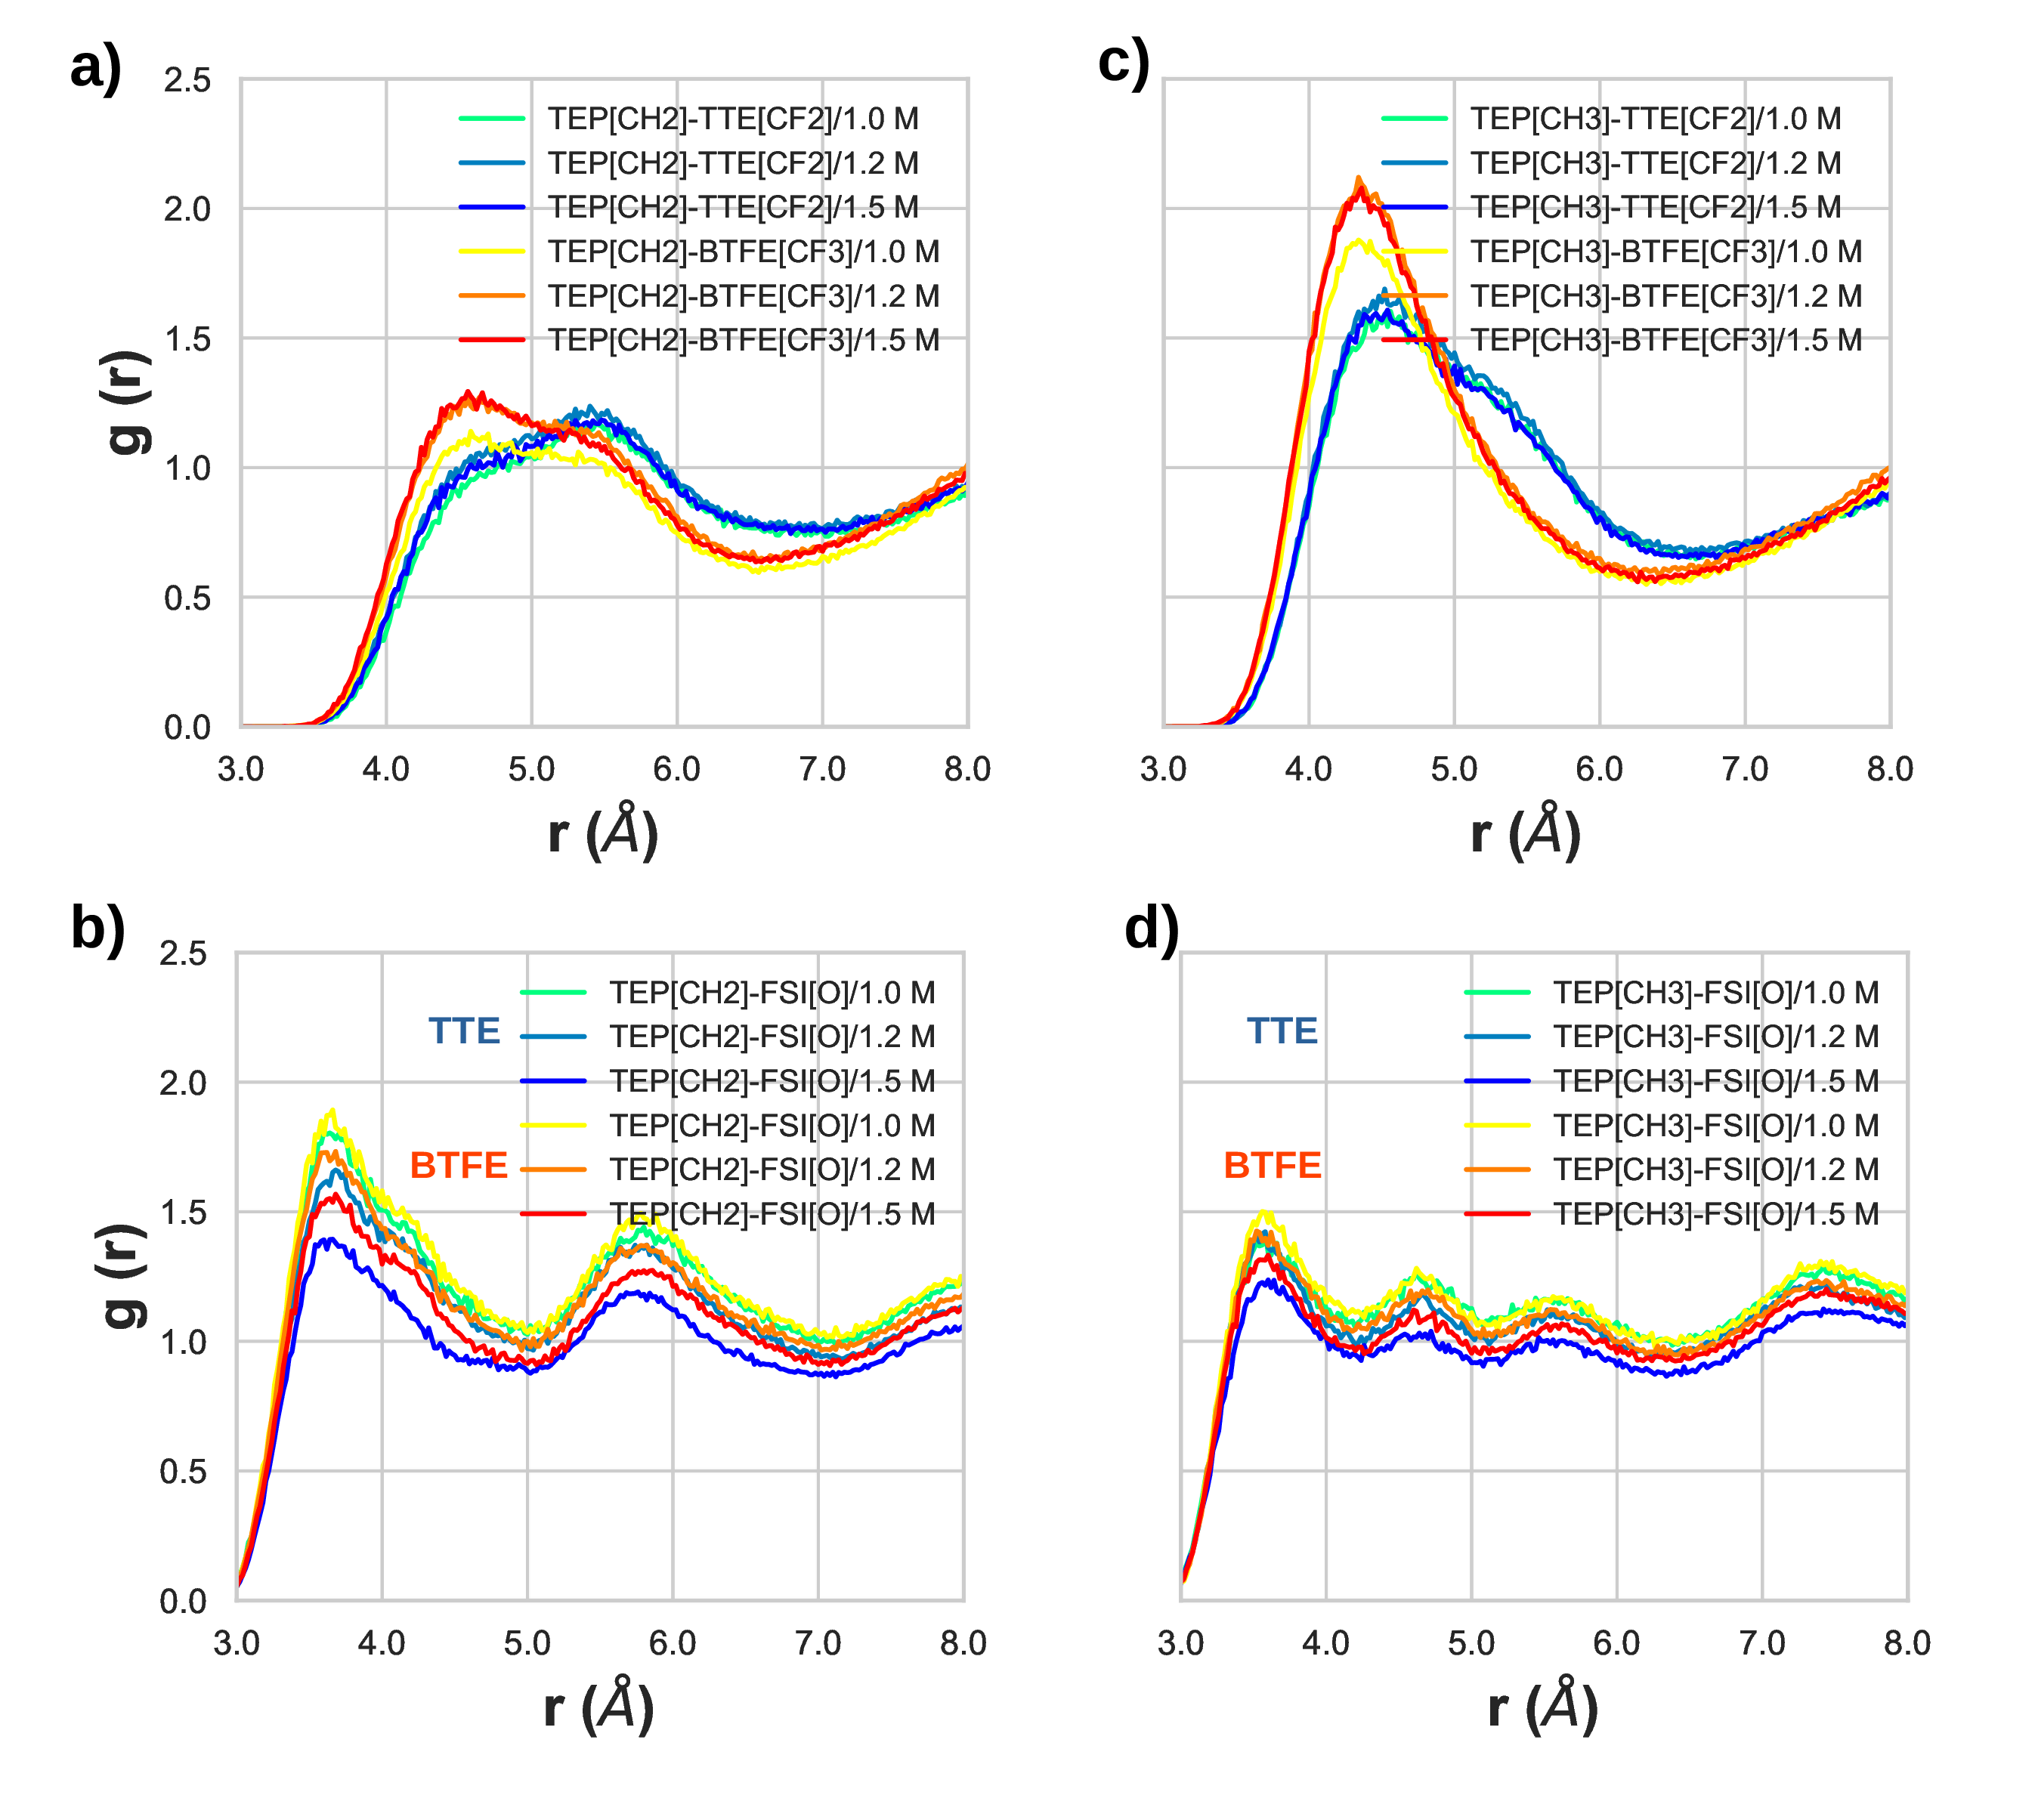 a)
2.5
2.0
1.5
1.0
0.5
0.0
g (r)
TEP[CH2]-TTE[CF2]/1.0 M
TEP[CH2]-TTE[CF2]/1.2 M
TEP[CH2]-TTE[CF2]/1.5 M
TEP[CH2]-BTFE[CF3]/1.0 M
TEP[CH2]-BTFE[CF3]/1.2 M
TEP[CH2]-BTFE[CF3]/1.5 M
3.0 4.0 5.0 6.0 7.0 8.0
r (Å)
c)
TEP[CH3]-TTE[CF2]/1.0 M
TEP[CH3]-TTE[CF2]/1.2 M
TEP[CH3]-TTE[CF2]/1.5 M
TEP[CH3]-BTFE[CF3]/1.0 M
TEP[CH3]-BTFE[CF3]/1.2 M
TEP[CH3]-BTFE[CF3]/1.5 M
3.0 4.0 5.0 6.0 7.0 8.0
r (Å)
b)
2.5
2.0
1.5
1.0
0.5
0.0
g (r)
TEP[CH2]-FSI[O]/1.0 M
TTE TEP[CH2]-FSI[O]/1.2 M
TEP[CH2]-FSI[O]/1.5 M
TEP[CH2]-FSI[O]/1.0 M
BTFE TEP[CH2]-FSI[O]/1.2 M
TEP[CH2]-FSI[O]/1.5 M
3.0 4.0 5.0 6.0 7.0 8.0
r (Å)
d)
TEP[CH3]-FSI[O]/1.0 M
TTE TEP[CH3]-FSI[O]/1.2 M
TEP[CH3]-FSI[O]/1.5 M
TEP[CH3]-FSI[O]/1.0 M
BTFE TEP[CH3]-FSI[O]/1.2 M
TEP[CH3]-FSI[O]/1.5 M
3.0 4.0 5.0 6.0 7.0 8.0
r (Å)